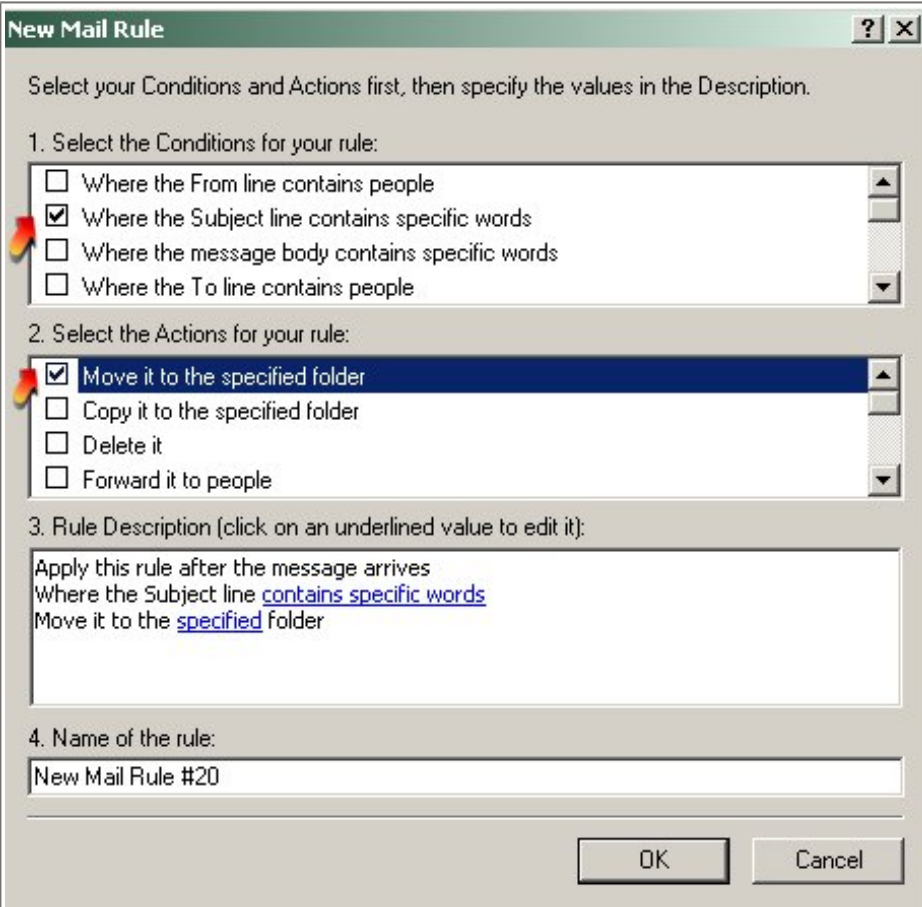 New Mail Rule
Select your Conditions and Actions first, then specify the values in the Description.
1. Select the Conditions for your rule:
Where the From line contains people
Where the Subject line contains specific words
Where the message body contains specific words
Where the To line contains people
2. Select the Actions for your rule:
Move it to the specified folder
Copy it to the specified folder
Delete it
Forward it to people
3. Rule Description (click on an underlined value to edit it):
Apply this rule after the message arrives
Where the Subject line contains specific words
Move it to the specified folder
4. Name of the rule:
New Mail Rule #20
OK Cancel